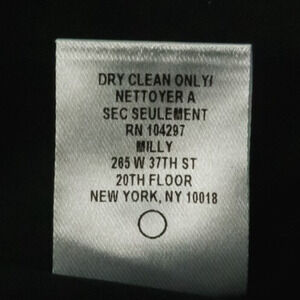 DRY CLEAN ONLY/
NETTOYER A
SEC SEULEMENT
RN 104297
MILLY
265 W 37TH ST
20TH FLOOR
NEW YORK, NY 10018